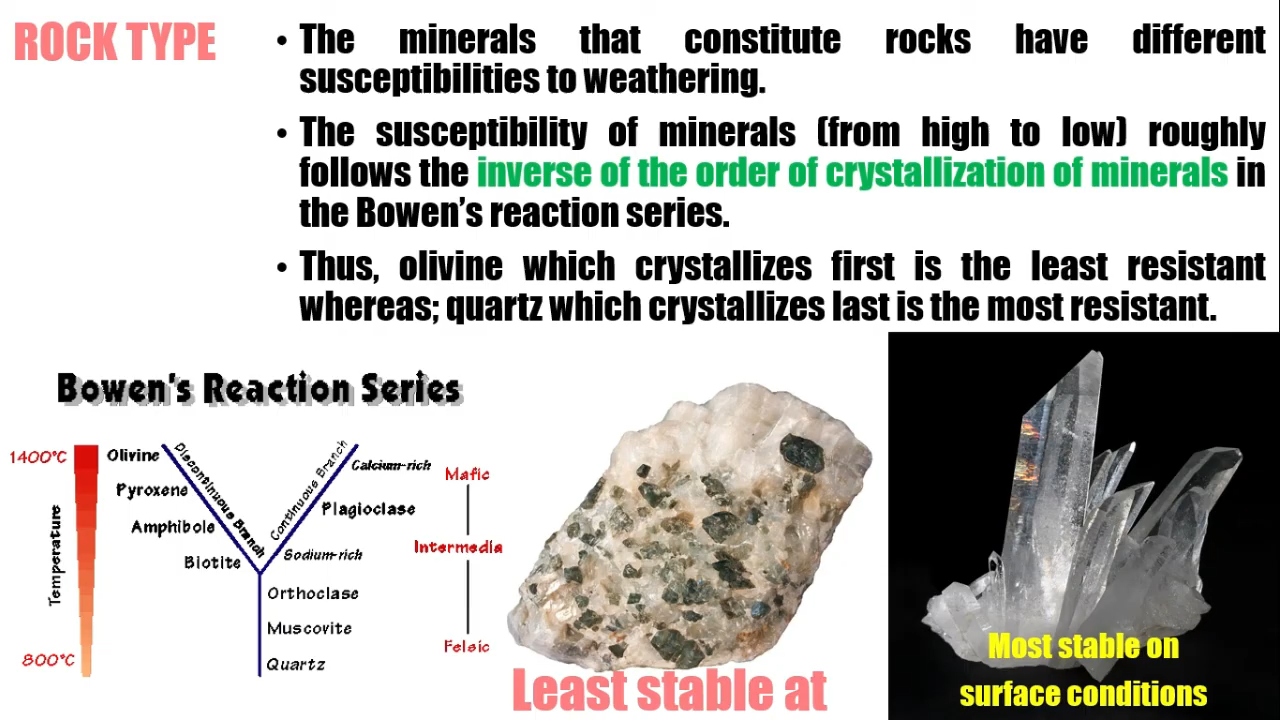 ROCK TYPE
• The minerals that constitute rocks have different
susceptibilities to weathering.
• The susceptibility of minerals (from high to low) roughly
follows the inverse of the order of crystallization of minerals in
the Bowen's reaction series.
• Thus, olivine which crystallizes first is the least resistant
whereas; quartz which crystallizes last is the most resistant.
Bowen's Reaction Series
1400°C
Temperature
800°C
Olivine
Pyroxene
Amphibole
Biotite
Discontinuous Branch
Continuous Branch
Calcium-rich
Plagioclase
Sodium-rich
Orthoclase
Muscovite
Quartz
Mafic
Intermedia
Felsic
Least stable at
Most stable on
surface conditions